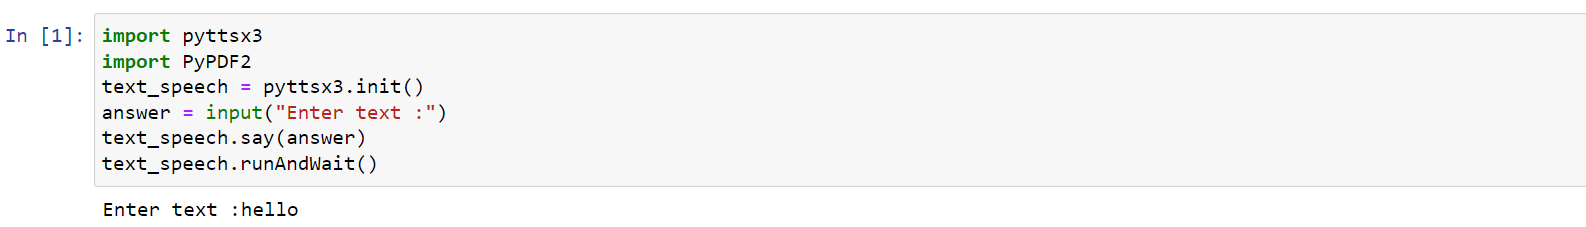 In [1]: import pyttsx3
import PyPDF2
text_speech = pyttsx3.init()
answer = input("Enter text :")
text_speech.say(answer)
text_speech.runAndWait()
Enter text :hello